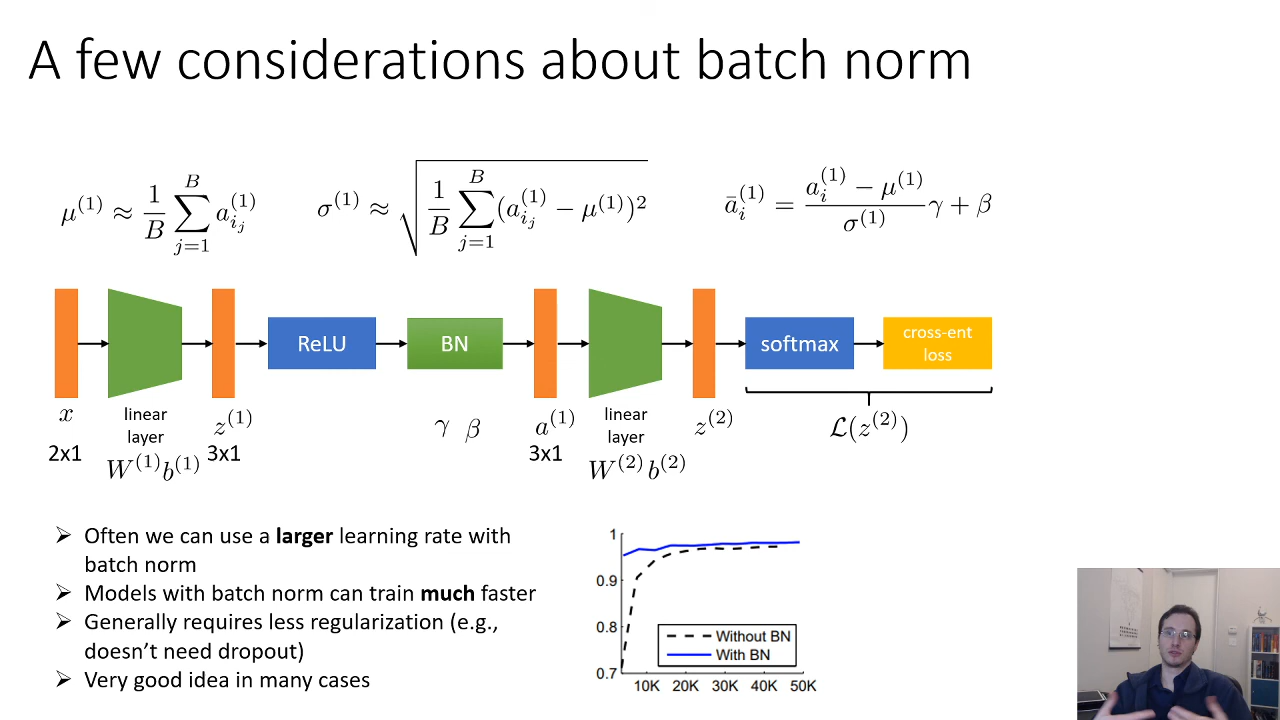 A few considerations about batch norm
μ^(1) ≈ 1/B ∑_{j=1}^{B} a_{i_j}^(1)
σ^(1) ≈ √(1/B ∑_{j=1}^{B} (a_{i_j}^(1) − μ^(1))²)
ā_i^(1) = (a_i^(1) − μ^(1))/σ^(1) γ + β
ReLU
BN
softmax
cross-ent
loss
x
2x1
linear
layer
W^(1) b^(1)
z^(1)
3x1
γ β
a^(1)
3x1
linear
layer
W^(2) b^(2)
z^(2)
ℒ(z^(2))
➢ Often we can use a larger learning rate with
batch norm
➢ Models with batch norm can train much faster
➢ Generally requires less regularization (e.g.,
doesn't need dropout)
➢ Very good idea in many cases
1
0.9
0.8
0.7
Without BN
With BN
10K 20K 30K 40K 50K